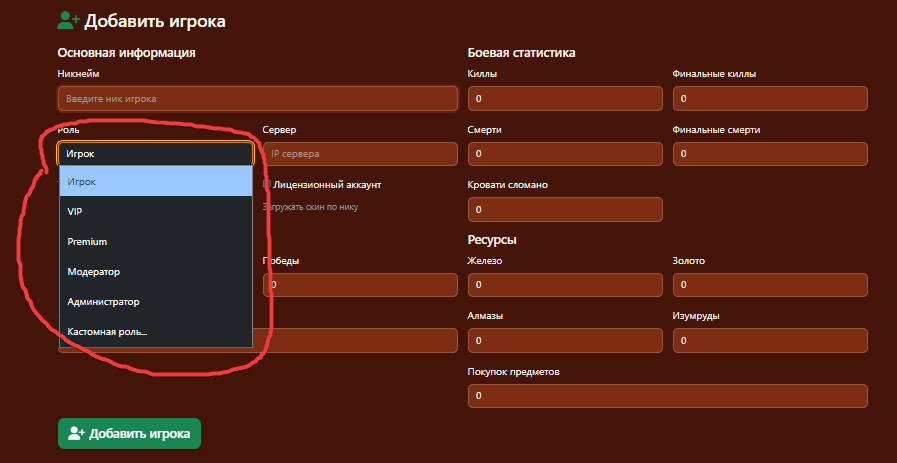 Добавить игрока
Основная информация
Никнейм
Введите ник игрока
Роль
Сервер
Игрок
IP сервера
Игрок
VIP
Premium
Модератор
Администратор
Кастомная роль...
Лицензионный аккаунт
Загружать скин по нику
Победы
0
Боевая статистика
Киллы
Финальные киллы
0
0
Смерти
Финальные смерти
0
0
Кровати сломано
0
Ресурсы
Железо
Золото
0
0
Алмазы
Изумруды
0
0
Покупок предметов
0
Добавить игрока